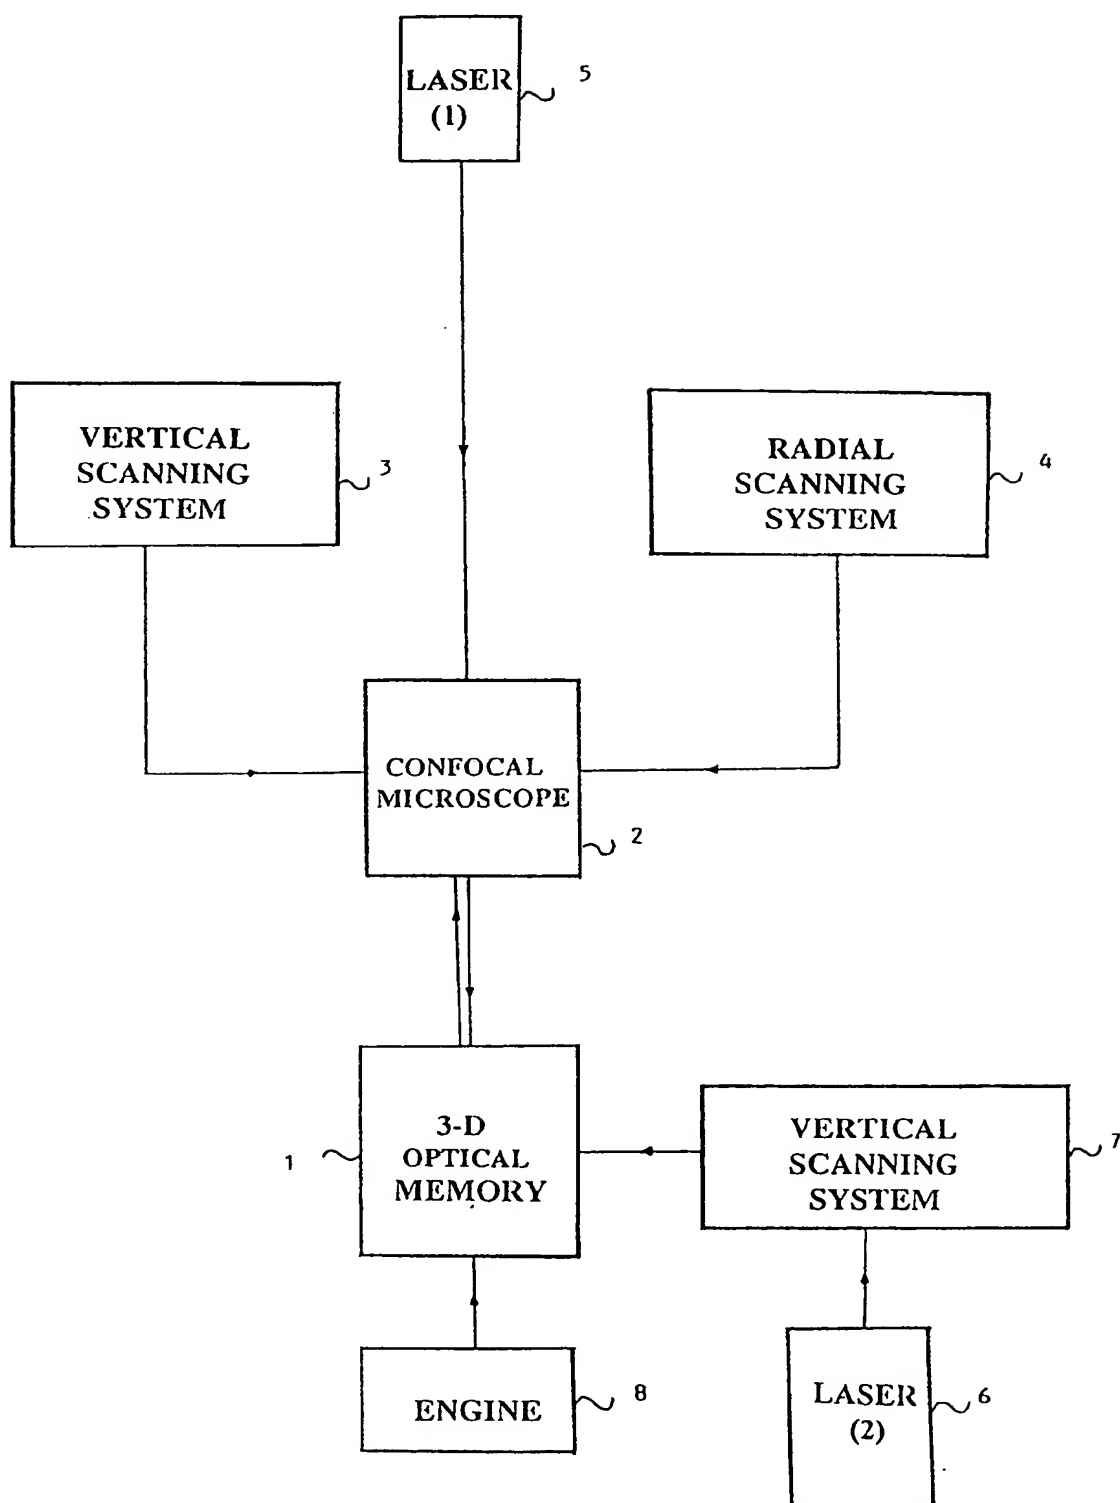 LASER
(1)
5
VERTICAL
SCANNING
SYSTEM
3
RADIAL
SCANNING
SYSTEM
4
CONFOCAL
MICROSCOPE
2
3-D
OPTICAL
MEMORY
1
VERTICAL
SCANNING
SYSTEM
7
ENGINE
8
LASER
(2)
6